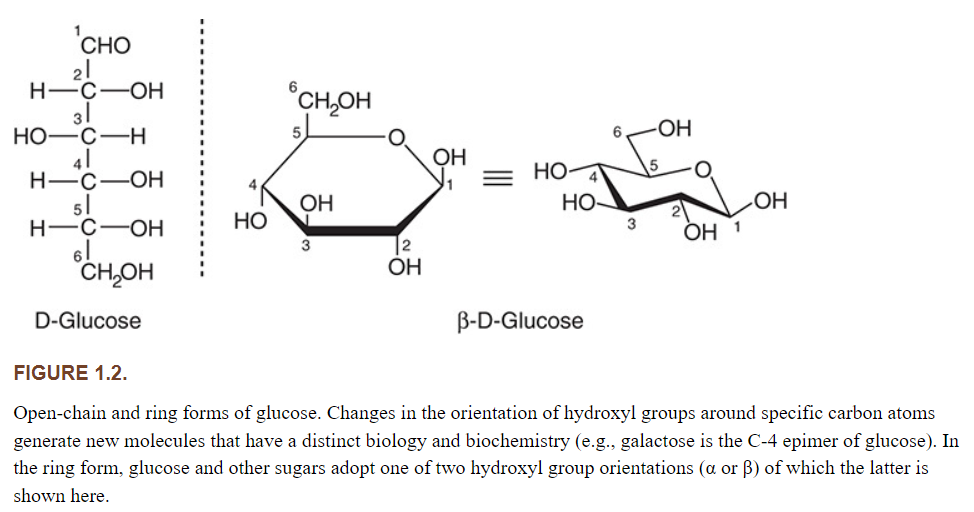 1
CHO
2
H—C—OH
3
HO—C—H
4
H—C—OH
5
H—C—OH
6
CH₂OH
D-Glucose
6
CH₂OH
5
O
OH
4
1
OH
HO
3
2
OH
≡
6
OH
HO
4
5
O
HO
OH
3
2
OH
1
β-D-Glucose
FIGURE 1.2.
Open-chain and ring forms of glucose. Changes in the orientation of hydroxyl groups around specific carbon atoms
generate new molecules that have a distinct biology and biochemistry (e.g., galactose is the C-4 epimer of glucose). In
the ring form, glucose and other sugars adopt one of two hydroxyl group orientations (α or β) of which the latter is
shown here.